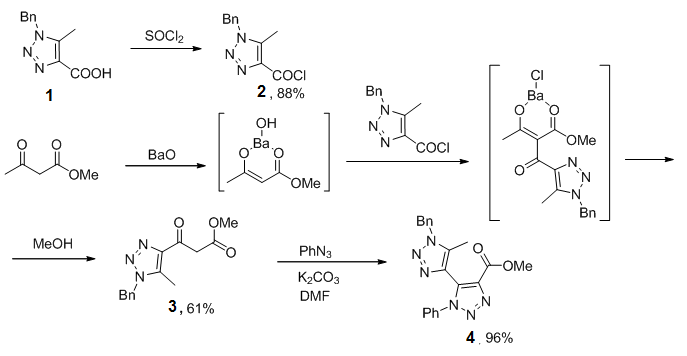 Bn
N
N
N
COOH
1
SOCl2
Bn
N
N
N
COCl
2, 88%
O
O
OMe
BaO
OH
Ba
O
O
OMe
Bn
N
N
N
COCl
Cl
Ba
O
O
OMe
O
N
N
N
Bn
MeOH
O
OMe
O
N
N
N
Bn
3, 61%
PhN3
K2CO3
DMF
Bn
N
N
N
O
OMe
Ph
N
N
N
4, 96%